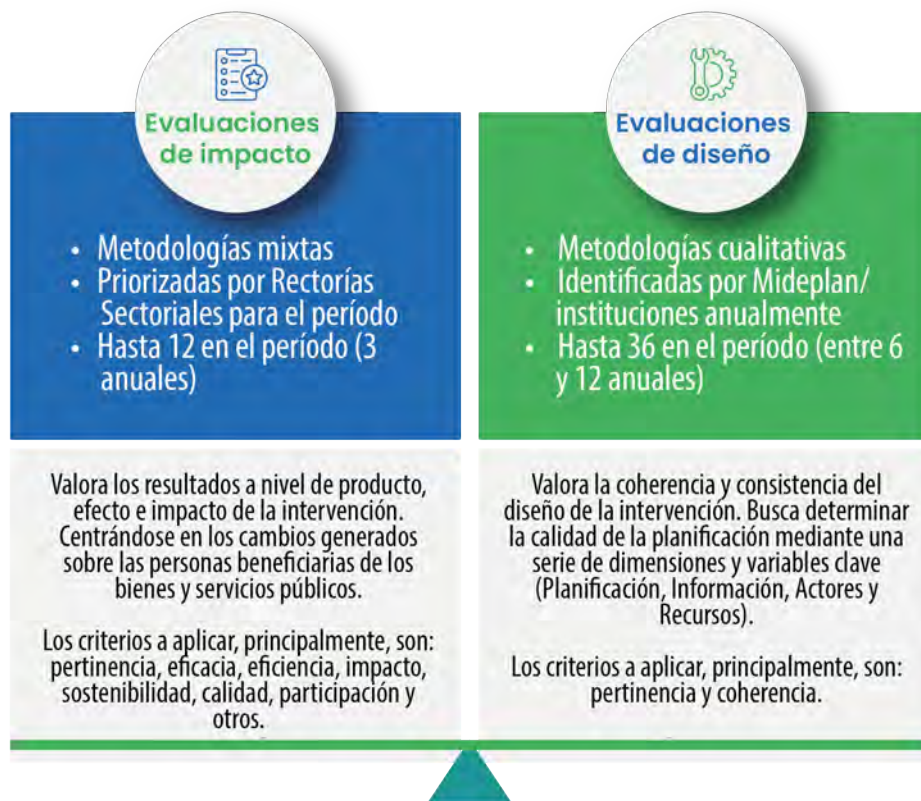 Evaluaciones
de impacto
• Metodologías mixtas
• Priorizadas por Rectorías
Sectoriales para el período
• Hasta 12 en el período (3
anuales)
Valora los resultados a nivel de producto,
efecto e impacto de la intervención.
Centrándose en los cambios generados
sobre las personas beneficiarias de los
bienes y servicios públicos.
Los criterios a aplicar, principalmente, son:
pertinencia, eficacia, eficiencia, impacto,
sostenibilidad, calidad, participación y
otros.
Evaluaciones
de diseño
• Metodologías cualitativas
• Identificadas por Mideplan/
instituciones anualmente
• Hasta 36 en el período (entre 6
y 12 anuales)
Valora la coherencia y consistencia del
diseño de la intervención. Busca determinar
la calidad de la planificación mediante una
serie de dimensiones y variables clave
(Planificación, Información, Actores y
Recursos).
Los criterios a aplicar, principalmente, son:
pertinencia y coherencia.